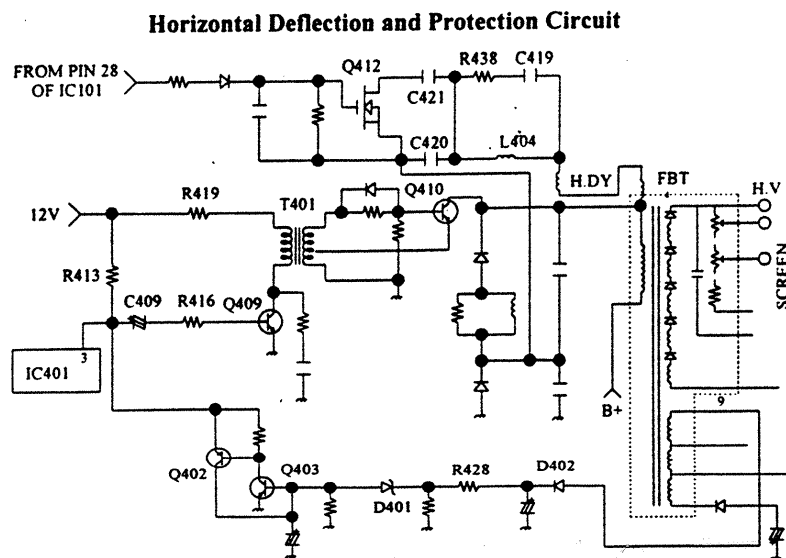 Horizontal Deflection and Protection Circuit
FROM PIN 28
OF IC101
Q412
C421
R438
C419
C420
L404
H.DY
FBT
H.V
12V
R419
T401
Q410
SCREEN
R413
C409
R416
Q409
3
IC401
B+
9
Q402
Q403
D401
R428
D402